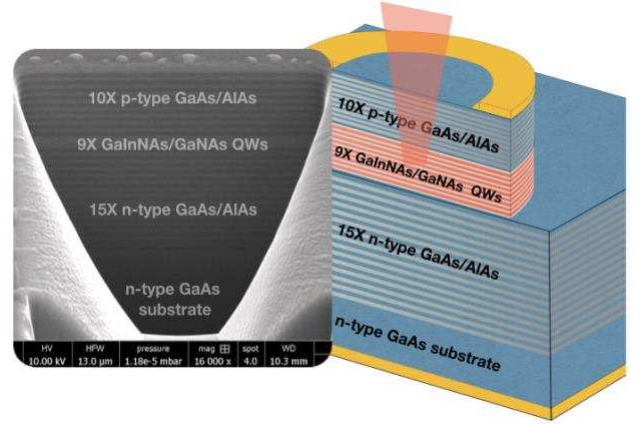 10X p-type GaAs/AlAs
9X GaInNAs/GaNAs QWs
15X n-type GaAs/AlAs
n-type GaAs
substrate
HV HFW pressure mag ⊞ spot WD
10.00 kV 13.0 μm 1.18e-5 mbar 16 000 x 4.0 10.3 mm
10X p-type GaAs/AlAs
9X GaInNAs/GaNAs QWs
15X n-type GaAs/AlAs
n-type GaAs substrate